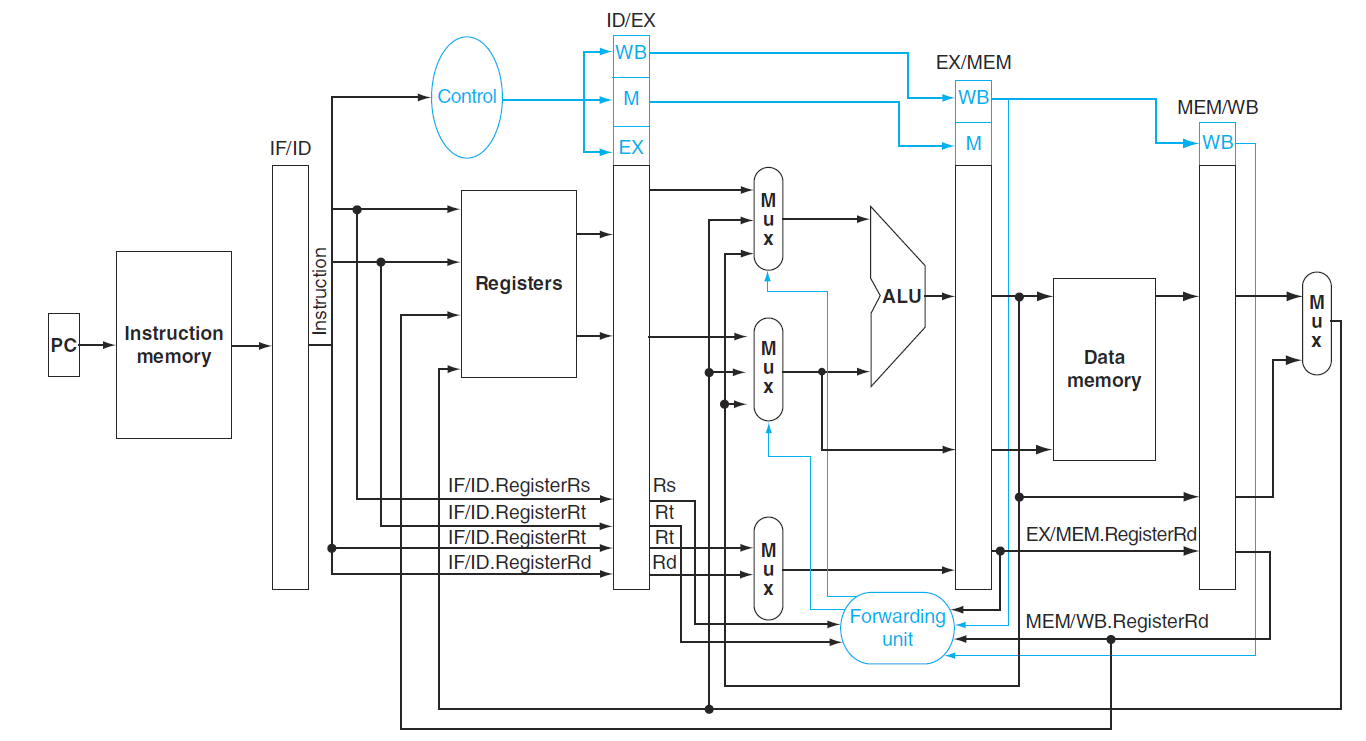 ID/EX
WB
EX/MEM
Control
M
WB
MEM/WB
IF/ID
EX
M
WB
M
u
x
Instruction
Registers
ALU
PC
Instruction
memory
M
u
x
Data
memory
M
u
x
IF/ID.RegisterRs
Rs
IF/ID.RegisterRt
Rt
IF/ID.RegisterRt
Rt
IF/ID.RegisterRd
Rd
M
u
x
EX/MEM.RegisterRd
Forwarding
unit
MEM/WB.RegisterRd